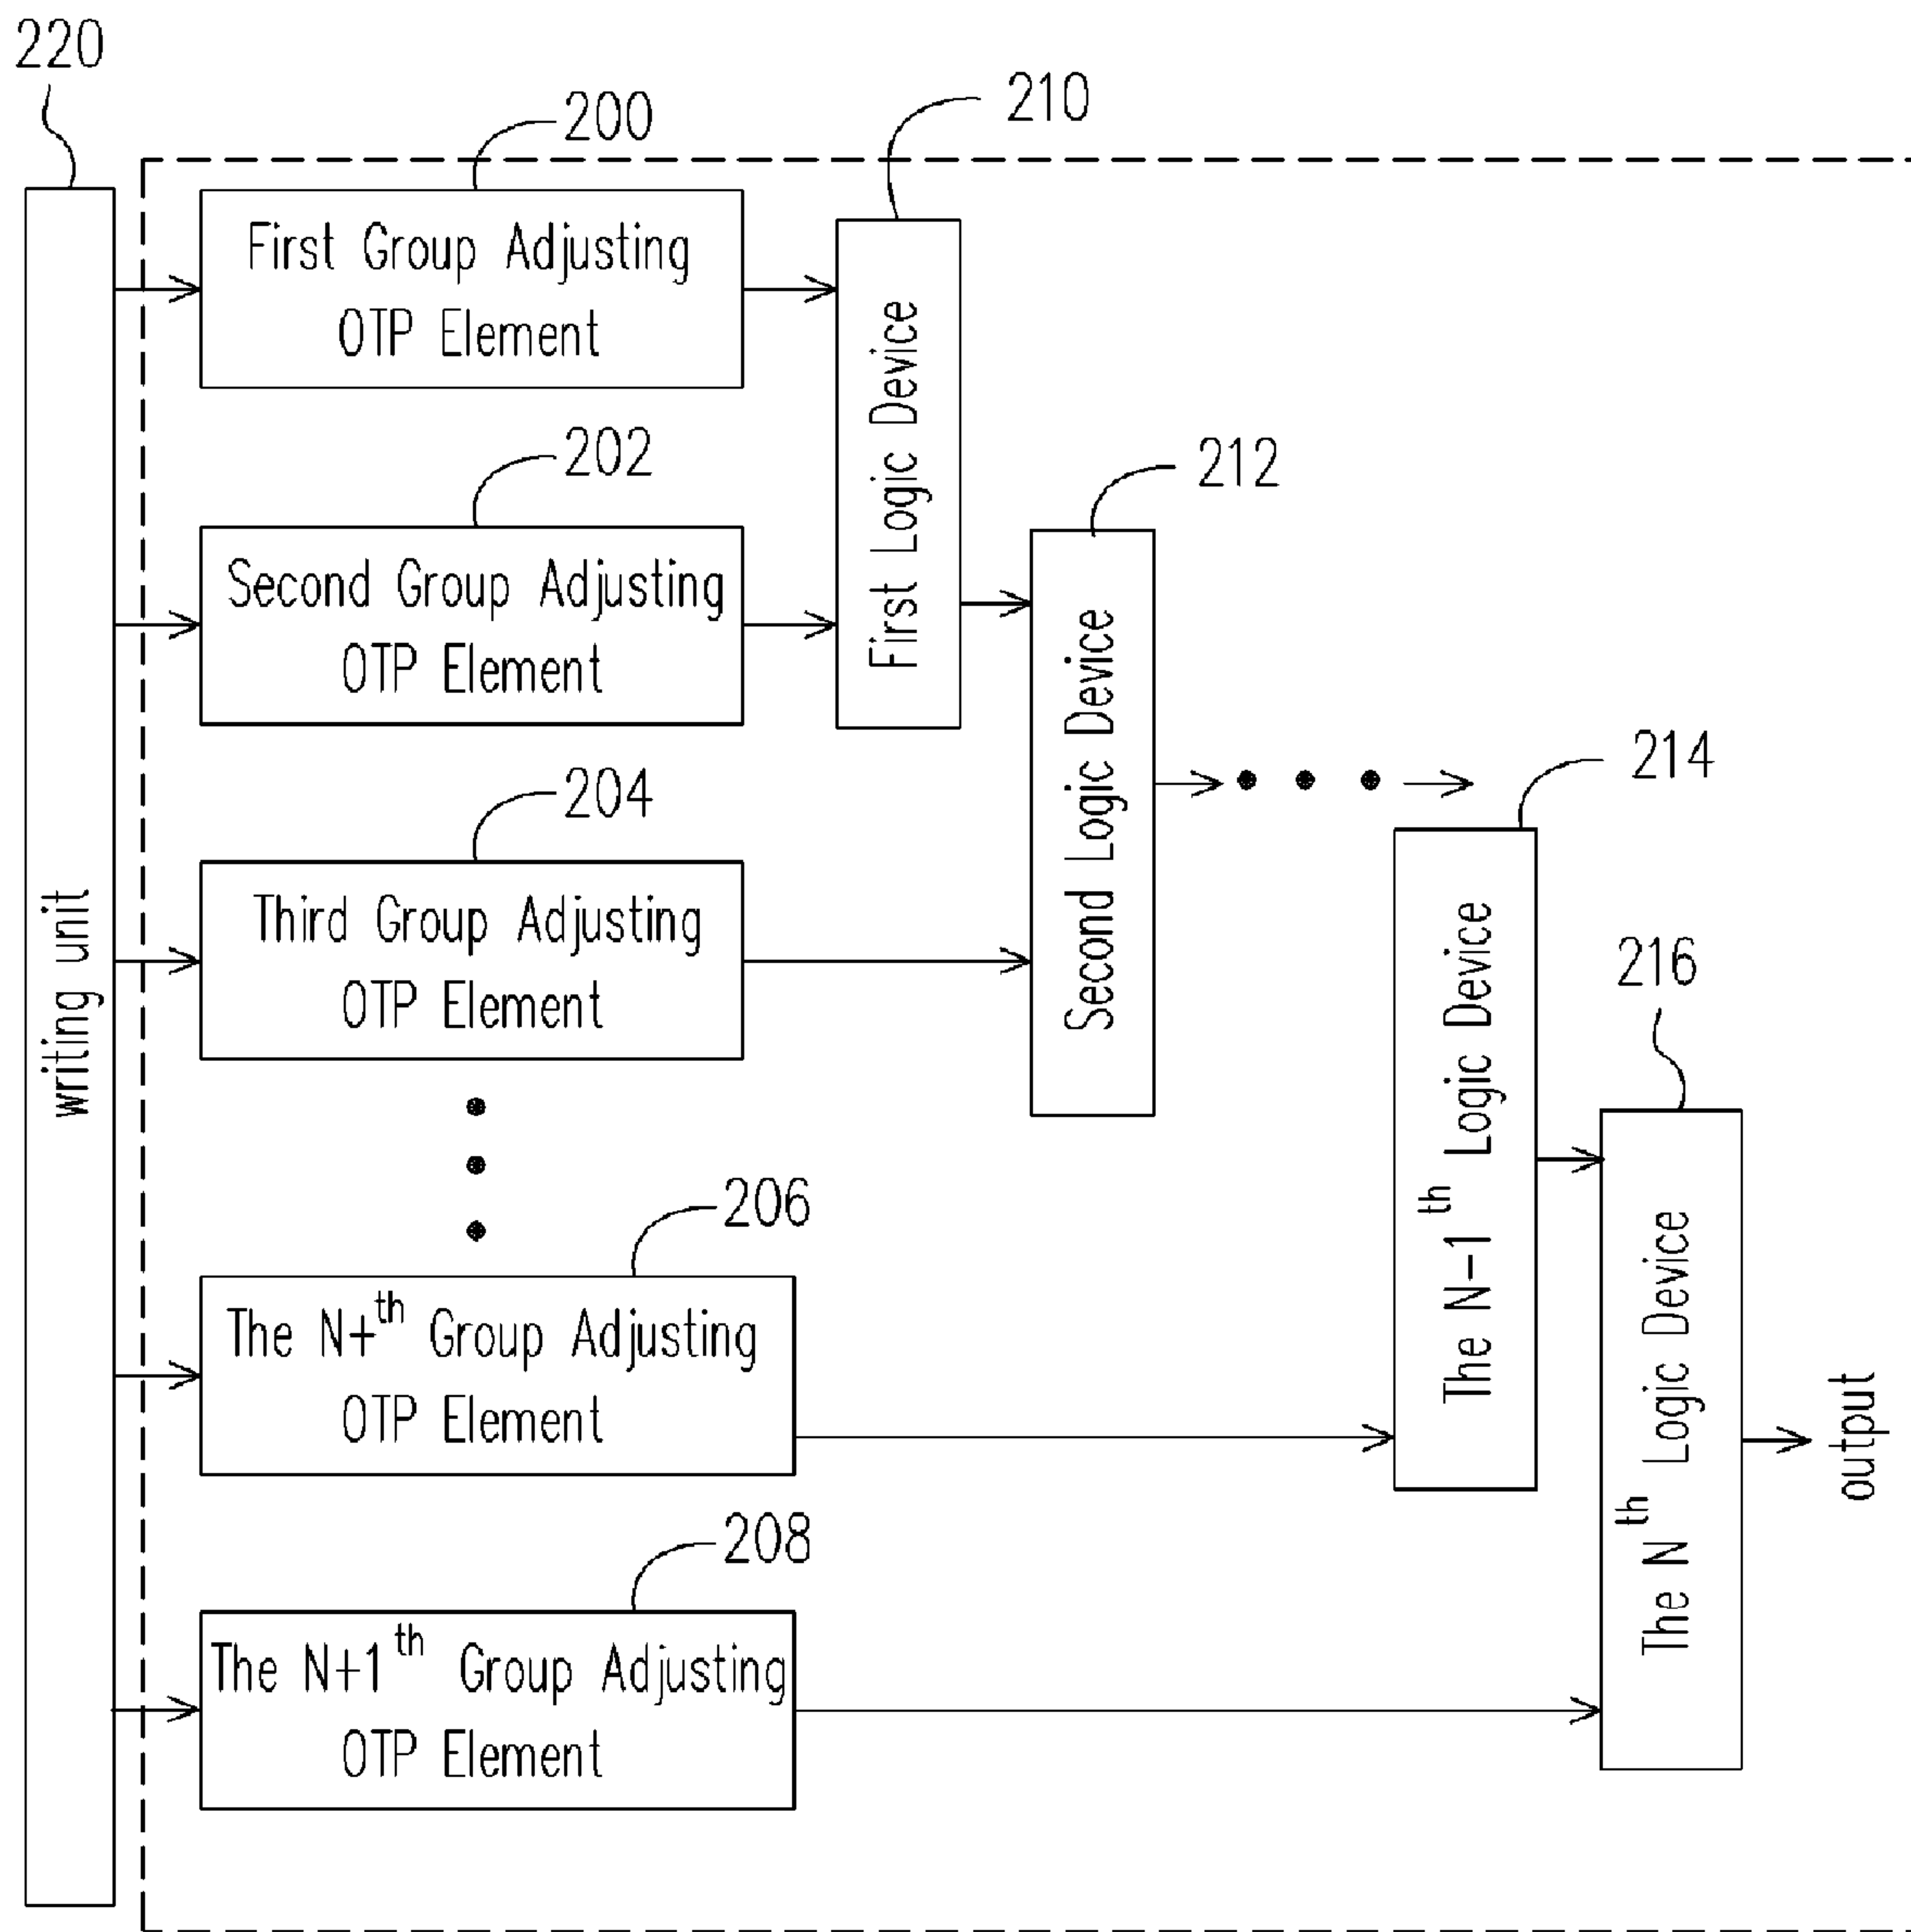 220
200
210
First Group Adjusting
OTP Element
First Logic Device
202
212
Second Group Adjusting
OTP Element
Second Logic Device
204
214
Third Group Adjusting
OTP Element
The N-1th Logic Device
216
writing unit
206
The N+th Group Adjusting
OTP Element
The Nth Logic Device
output
208
The N+1th Group Adjusting
OTP Element